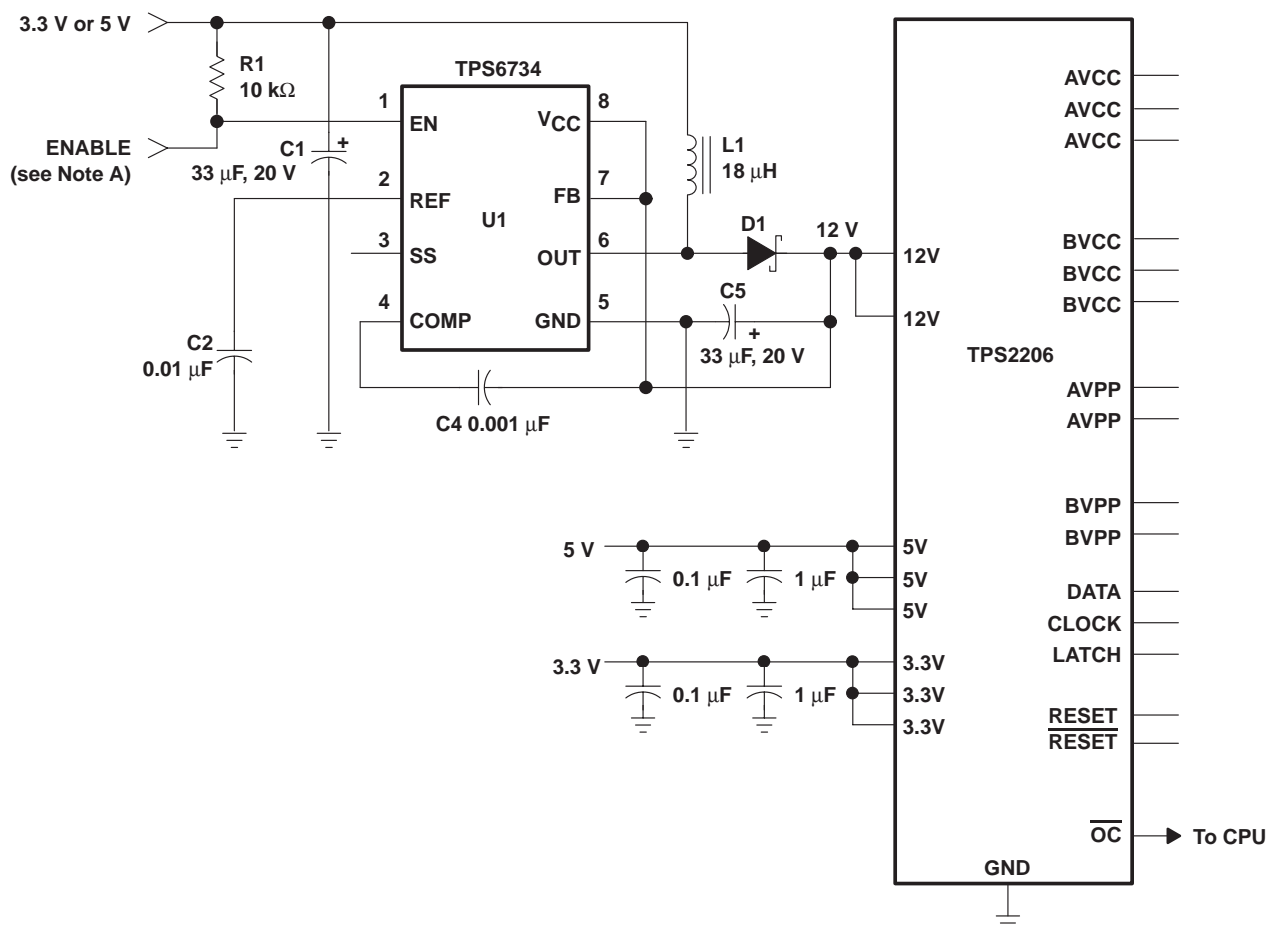 3.3 V or 5 V
R1
10 kΩ
ENABLE
(see Note A)
C1
+
33 μF, 20 V
TPS6734
1
EN
8
VCC
2
REF
7
FB
U1
3
SS
6
OUT
4
COMP
5
GND
L1
18 μH
D1
12 V
C5
+
33 μF, 20 V
C2
0.01 μF
C4 0.001 μF
12V
12V
TPS2206
AVCC
AVCC
AVCC
BVCC
BVCC
BVCC
AVPP
AVPP
BVPP
BVPP
5 V
0.1 μF
1 μF
5V
5V
5V
DATA
CLOCK
LATCH
3.3 V
0.1 μF
1 μF
3.3V
3.3V
3.3V
RESET
RESET
OC
To CPU
GND